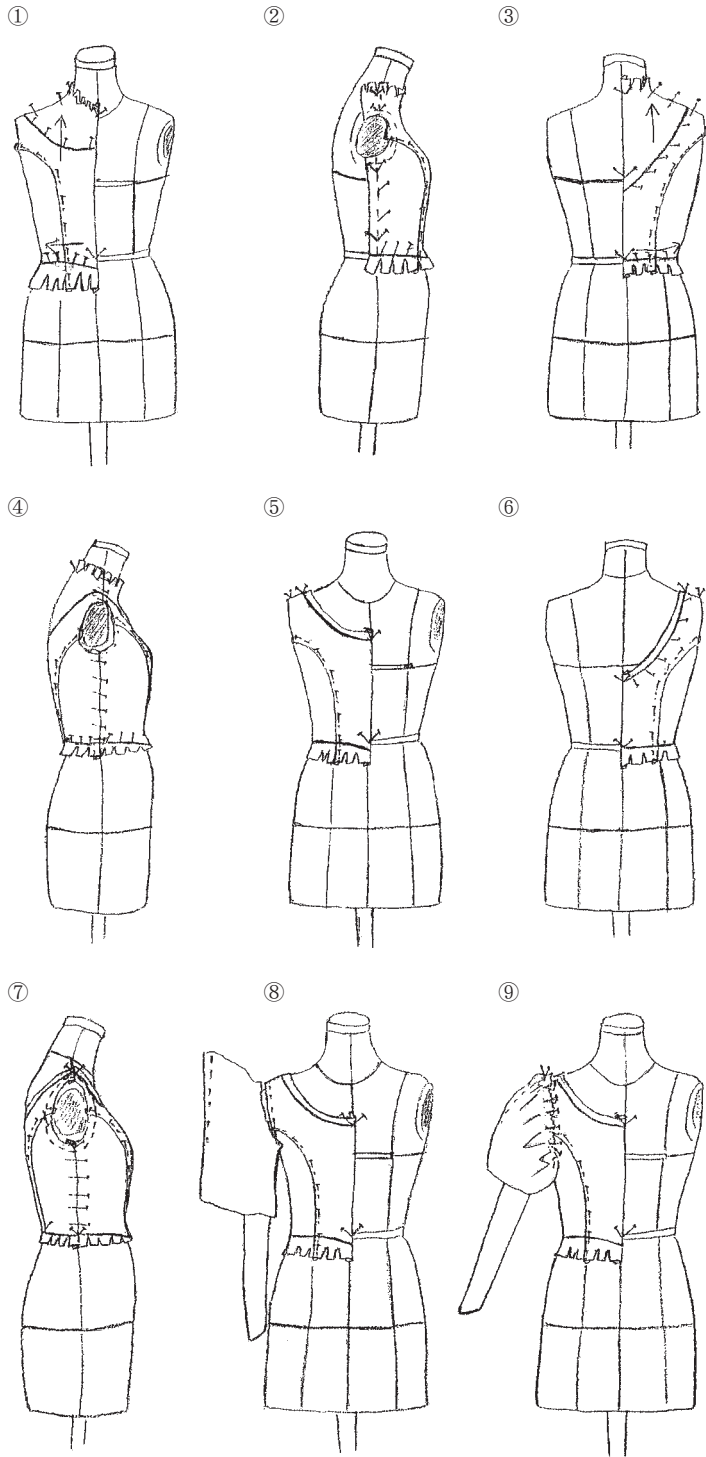 ① ② ③
④ ⑤ ⑥
⑦ ⑧ ⑨